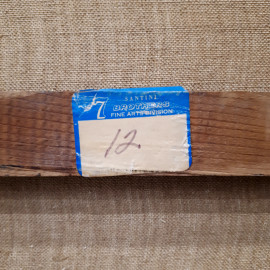 SANTINI
7 BROTHERS
FINE ARTS DIVISION
12.